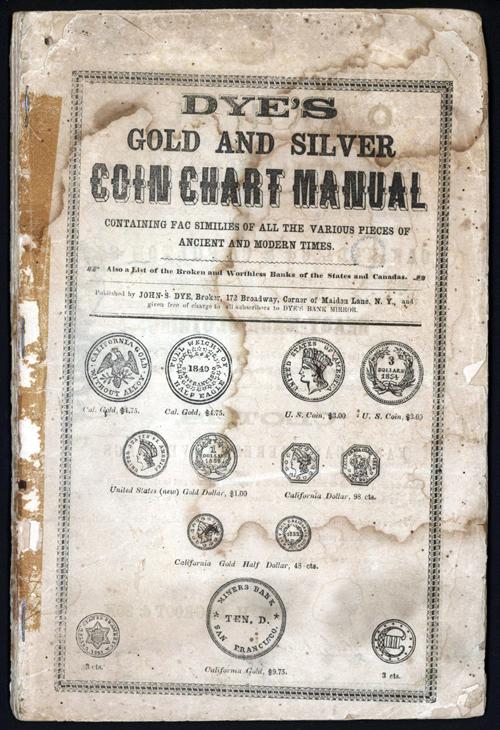 DYE'S
GOLD AND SILVER
COIN CHART MANUAL
CONTAINING FAC SIMILIES OF ALL THE VARIOUS PIECES OF
ANCIENT AND MODERN TIMES.
Also a List of the Broken and Worthless Banks of the States and Canadas.
Published by JOHN S. DYE, Broker, 172 Broadway, Corner of Maiden Lane, N. Y., and
given free of charge to all subscribers to DYE'S BANK MIRROR.
CALIFORNIA GOLD WITHOUT ALLOY
FULL WEIGHT OF HALF EAGLE
1849
UNITED STATES OF AMERICA
3 DOLLARS 1854
Cal. Gold, $4.75.
Cal. Gold, $4.75.
U. S. Coin, $3.00
U. S. Coin, $3.00
United States (new) Gold Dollar, $1.00
California Dollar, 98 cts.
California Gold Half Dollar, 48 cts.
MINERS BANK
TEN. D.
SAN FRANCISCO.
California Gold, $9.75.
3 cts.
3 cts.